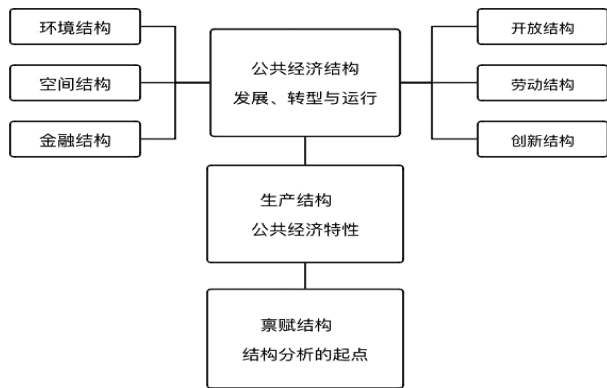 环境结构
空间结构
金融结构
公共经济结构
发展、转型与运行
开放结构
劳动结构
创新结构
生产结构
公共经济特性
禀赋结构
结构分析的起点